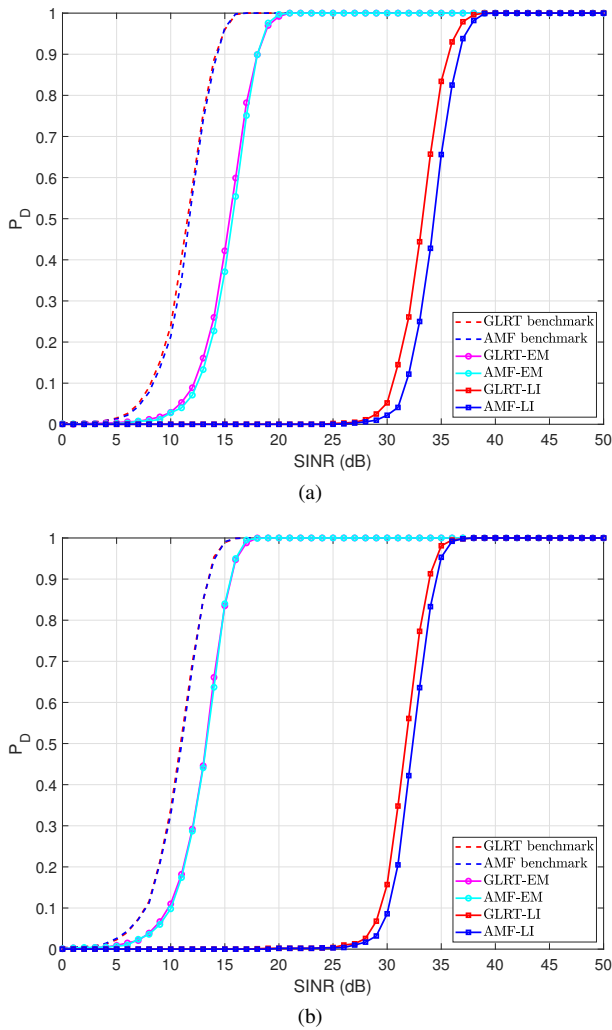 1
0.9
0.8
0.7
0.6
0.5
0.4
0.3
0.2
0.1
0
P_D
GLRT benchmark
AMF benchmark
GLRT-EM
AMF-EM
GLRT-LI
AMF-LI
0 5 10 15 20 25 30 35 40 45 50
SINR (dB)
(a)
1
0.9
0.8
0.7
0.6
0.5
0.4
0.3
0.2
0.1
0
P_D
GLRT benchmark
AMF benchmark
GLRT-EM
AMF-EM
GLRT-LI
AMF-LI
0 5 10 15 20 25 30 35 40 45 50
SINR (dB)
(b)